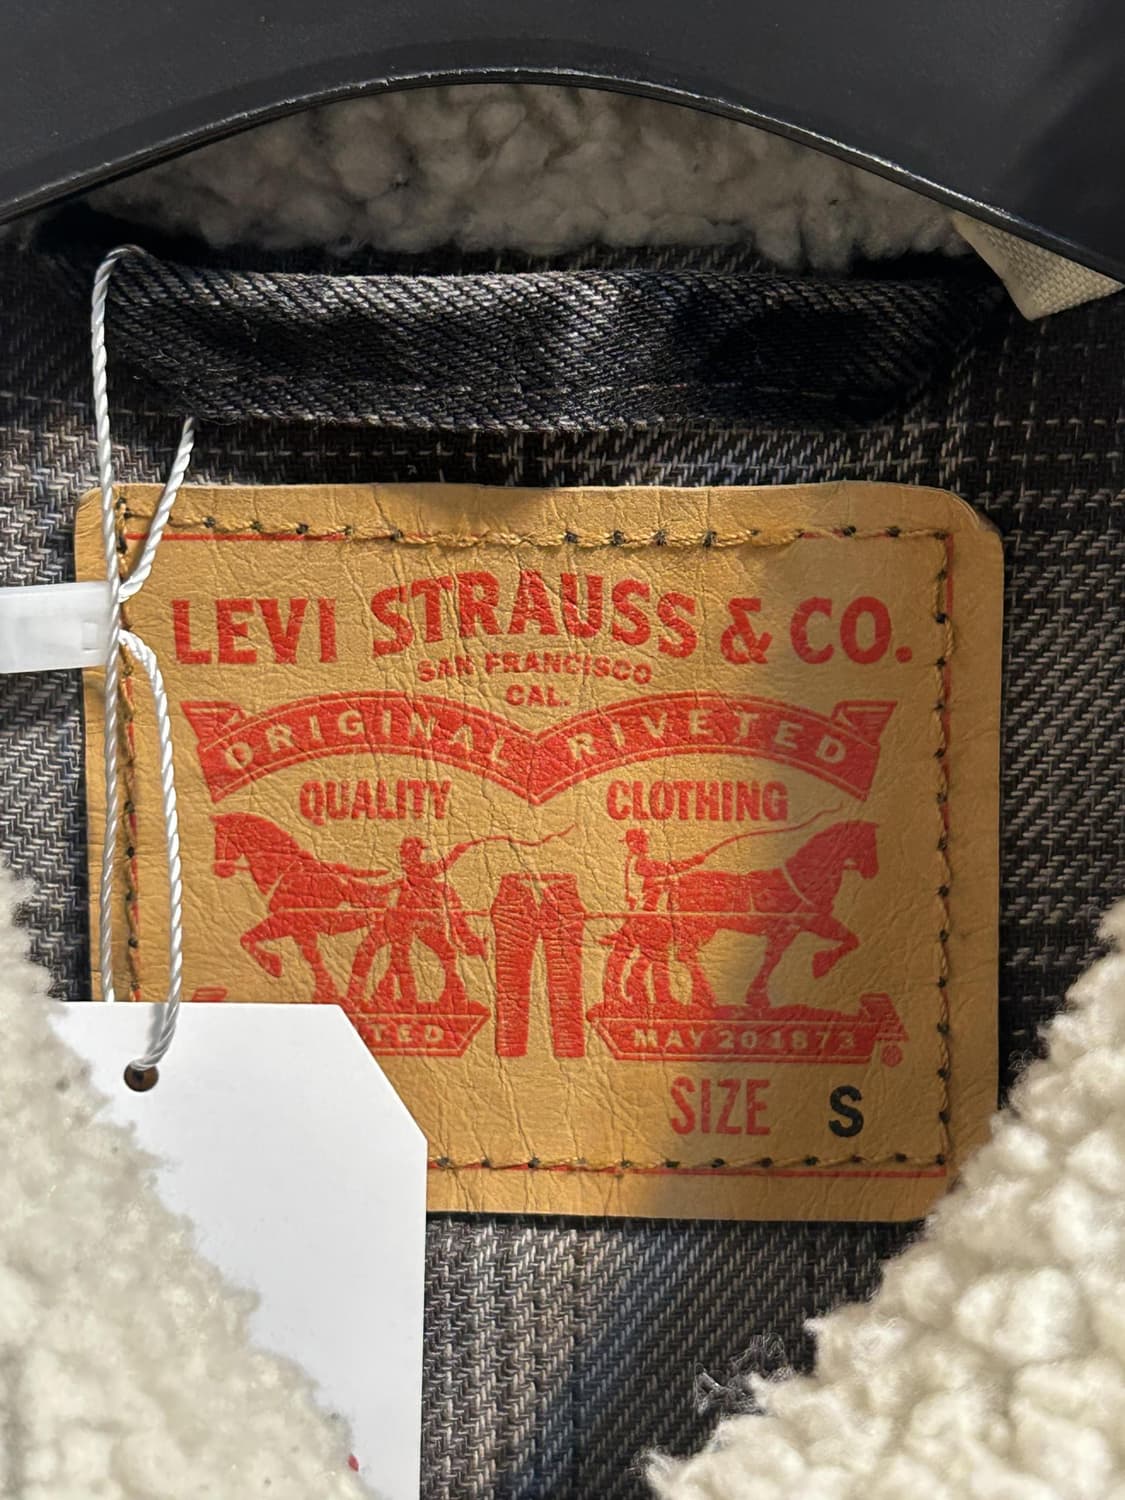 LEVI STRAUSS & CO.
SAN FRANCISCO
CAL.
ORIGINAL RIVETED
QUALITY CLOTHING
MAY 20 1873
®
SIZE S